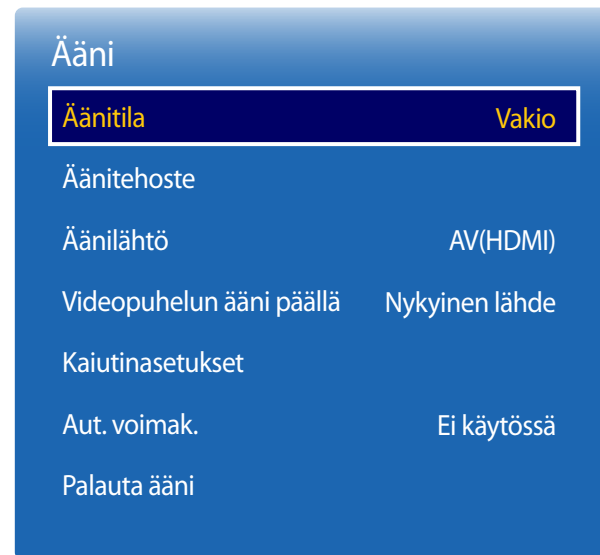 Ääni
Äänitila Vakio
Äänitehoste
Äänilähtö AV(HDMI)
Videopuhelun ääni päällä Nykyinen lähde
Kaiutinasetukset
Aut. voimak. Ei käytössä
Palauta ääni